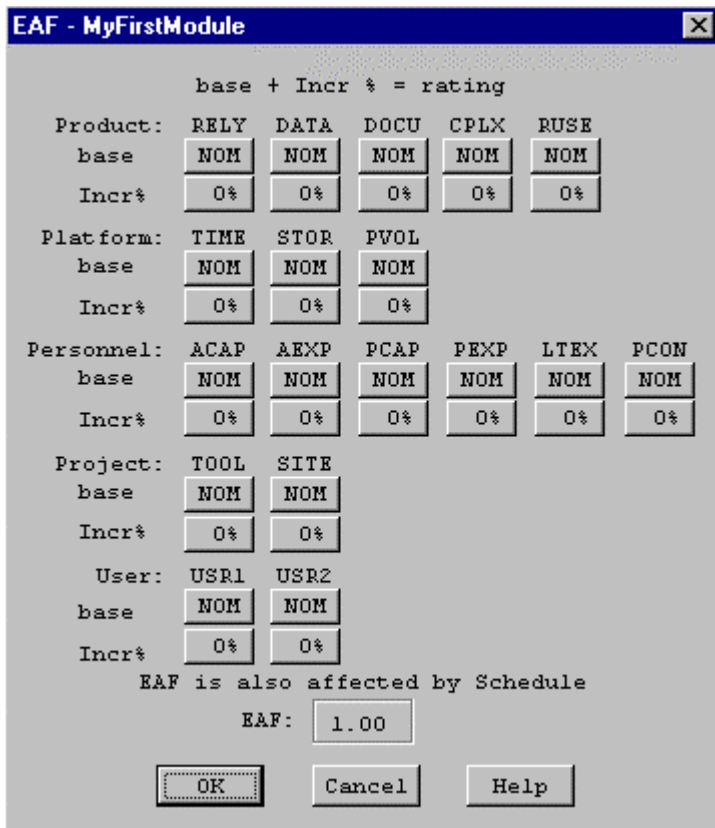 EAF - MyFirstModule
base + Incr % = rating
Product: RELY DATA DOCU CPLX RUSE
base NOM NOM NOM NOM NOM
Incr% 0% 0% 0% 0% 0%
Platform: TIME STOR PVOL
base NOM NOM NOM
Incr% 0% 0% 0%
Personnel: ACAP AEXP PCAP PEXP LTEX PCON
base NOM NOM NOM NOM NOM NOM
Incr% 0% 0% 0% 0% 0% 0%
Project: TOOL SITE
base NOM NOM
Incr% 0% 0%
User: USR1 USR2
base NOM NOM
Incr% 0% 0%
EAF is also affected by Schedule
EAF: 1.00
OK Cancel Help